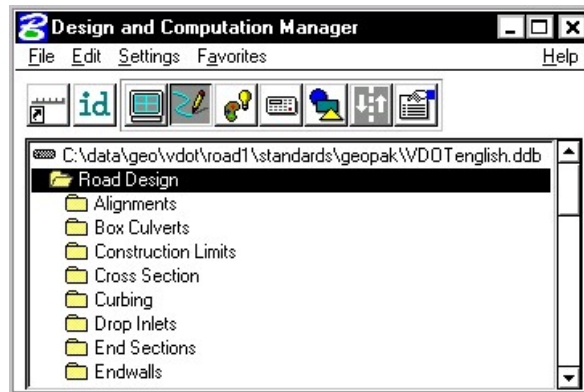 Design and Computation Manager
File Edit Settings Favorites Help
id
C:\data\geo\vdot\road1\standards\geopak\VDOTenglish.ddb
Road Design
Alignments
Box Culverts
Construction Limits
Cross Section
Curbing
Drop Inlets
End Sections
Endwalls